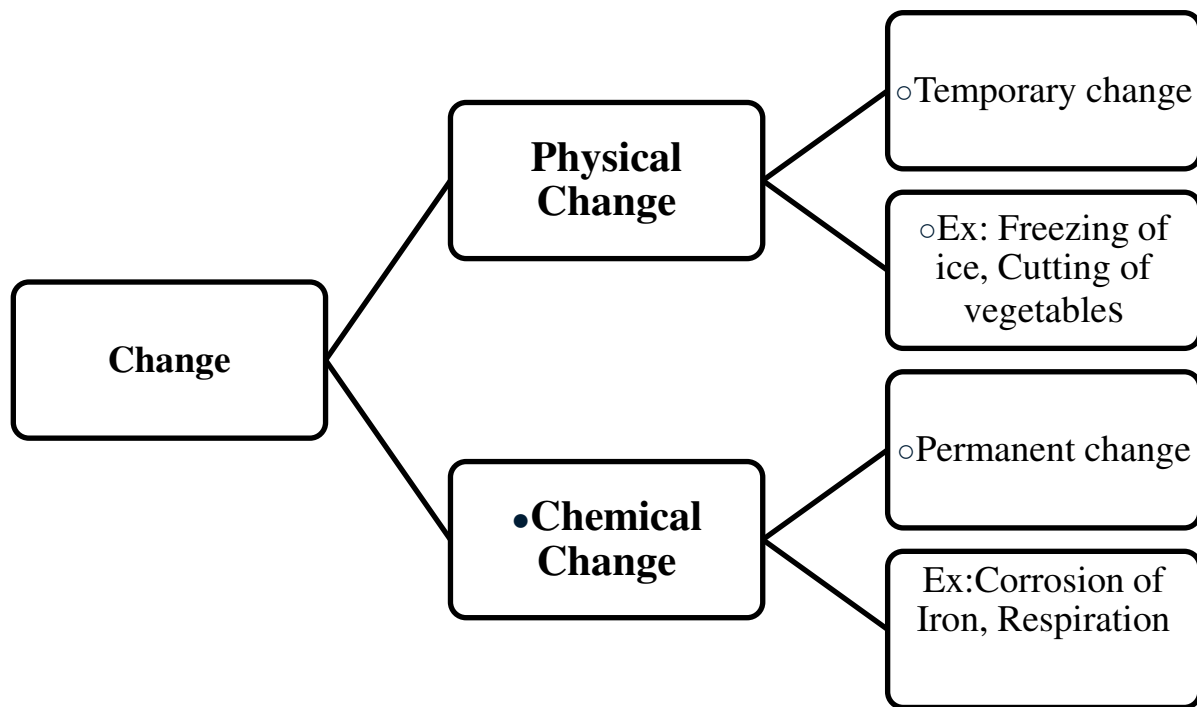 ○Temporary change
Physical
Change
○Ex: Freezing of
ice, Cutting of
vegetables
Change
○Permanent change
●Chemical
Change
Ex:Corrosion of
Iron, Respiration